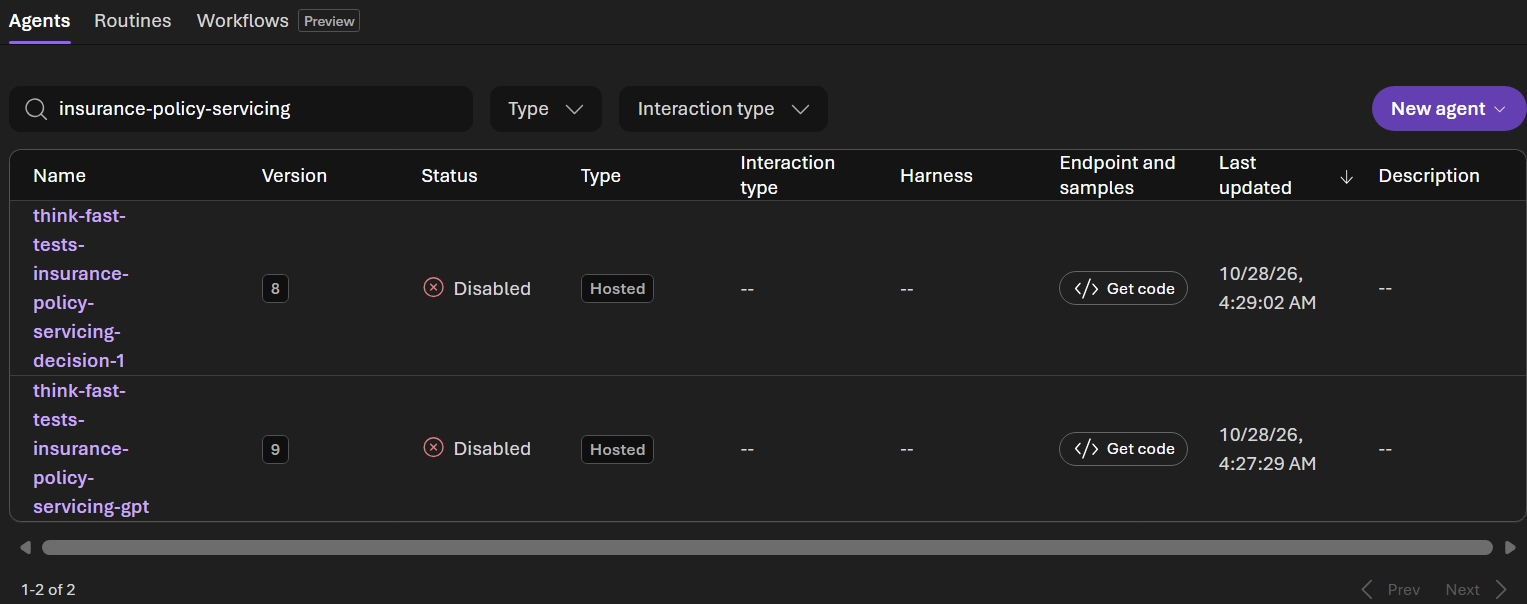 Agents Routines Workflows Preview
insurance-policy-servicing Type Interaction type New agent
Name Version Status Type Interaction type Harness Endpoint and samples Last updated Description
think-fast-
tests-
insurance-
policy-
servicing-
decision-1
8 Disabled Hosted -- -- Get code
10/28/26,
4:29:02 AM
--
think-fast-
tests-
insurance-
policy-
servicing-gpt
9 Disabled Hosted -- -- Get code
10/28/26,
4:27:29 AM
--
1-2 of 2 Prev Next